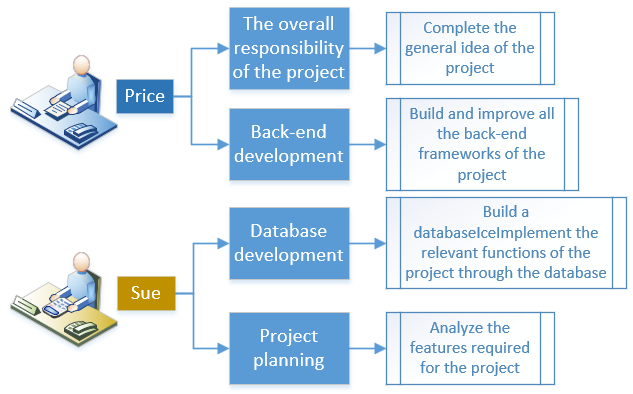 The overall
responsibility
of the project
Complete the
general idea of the
project
Price
Back-end
development
Build and improve all
the back-end
frameworks of the
project
Database
development
Build a
databaseIceImplement the
relevant functions of the
project through the database
Sue
Project
planning
Analyze the
features required
for the project